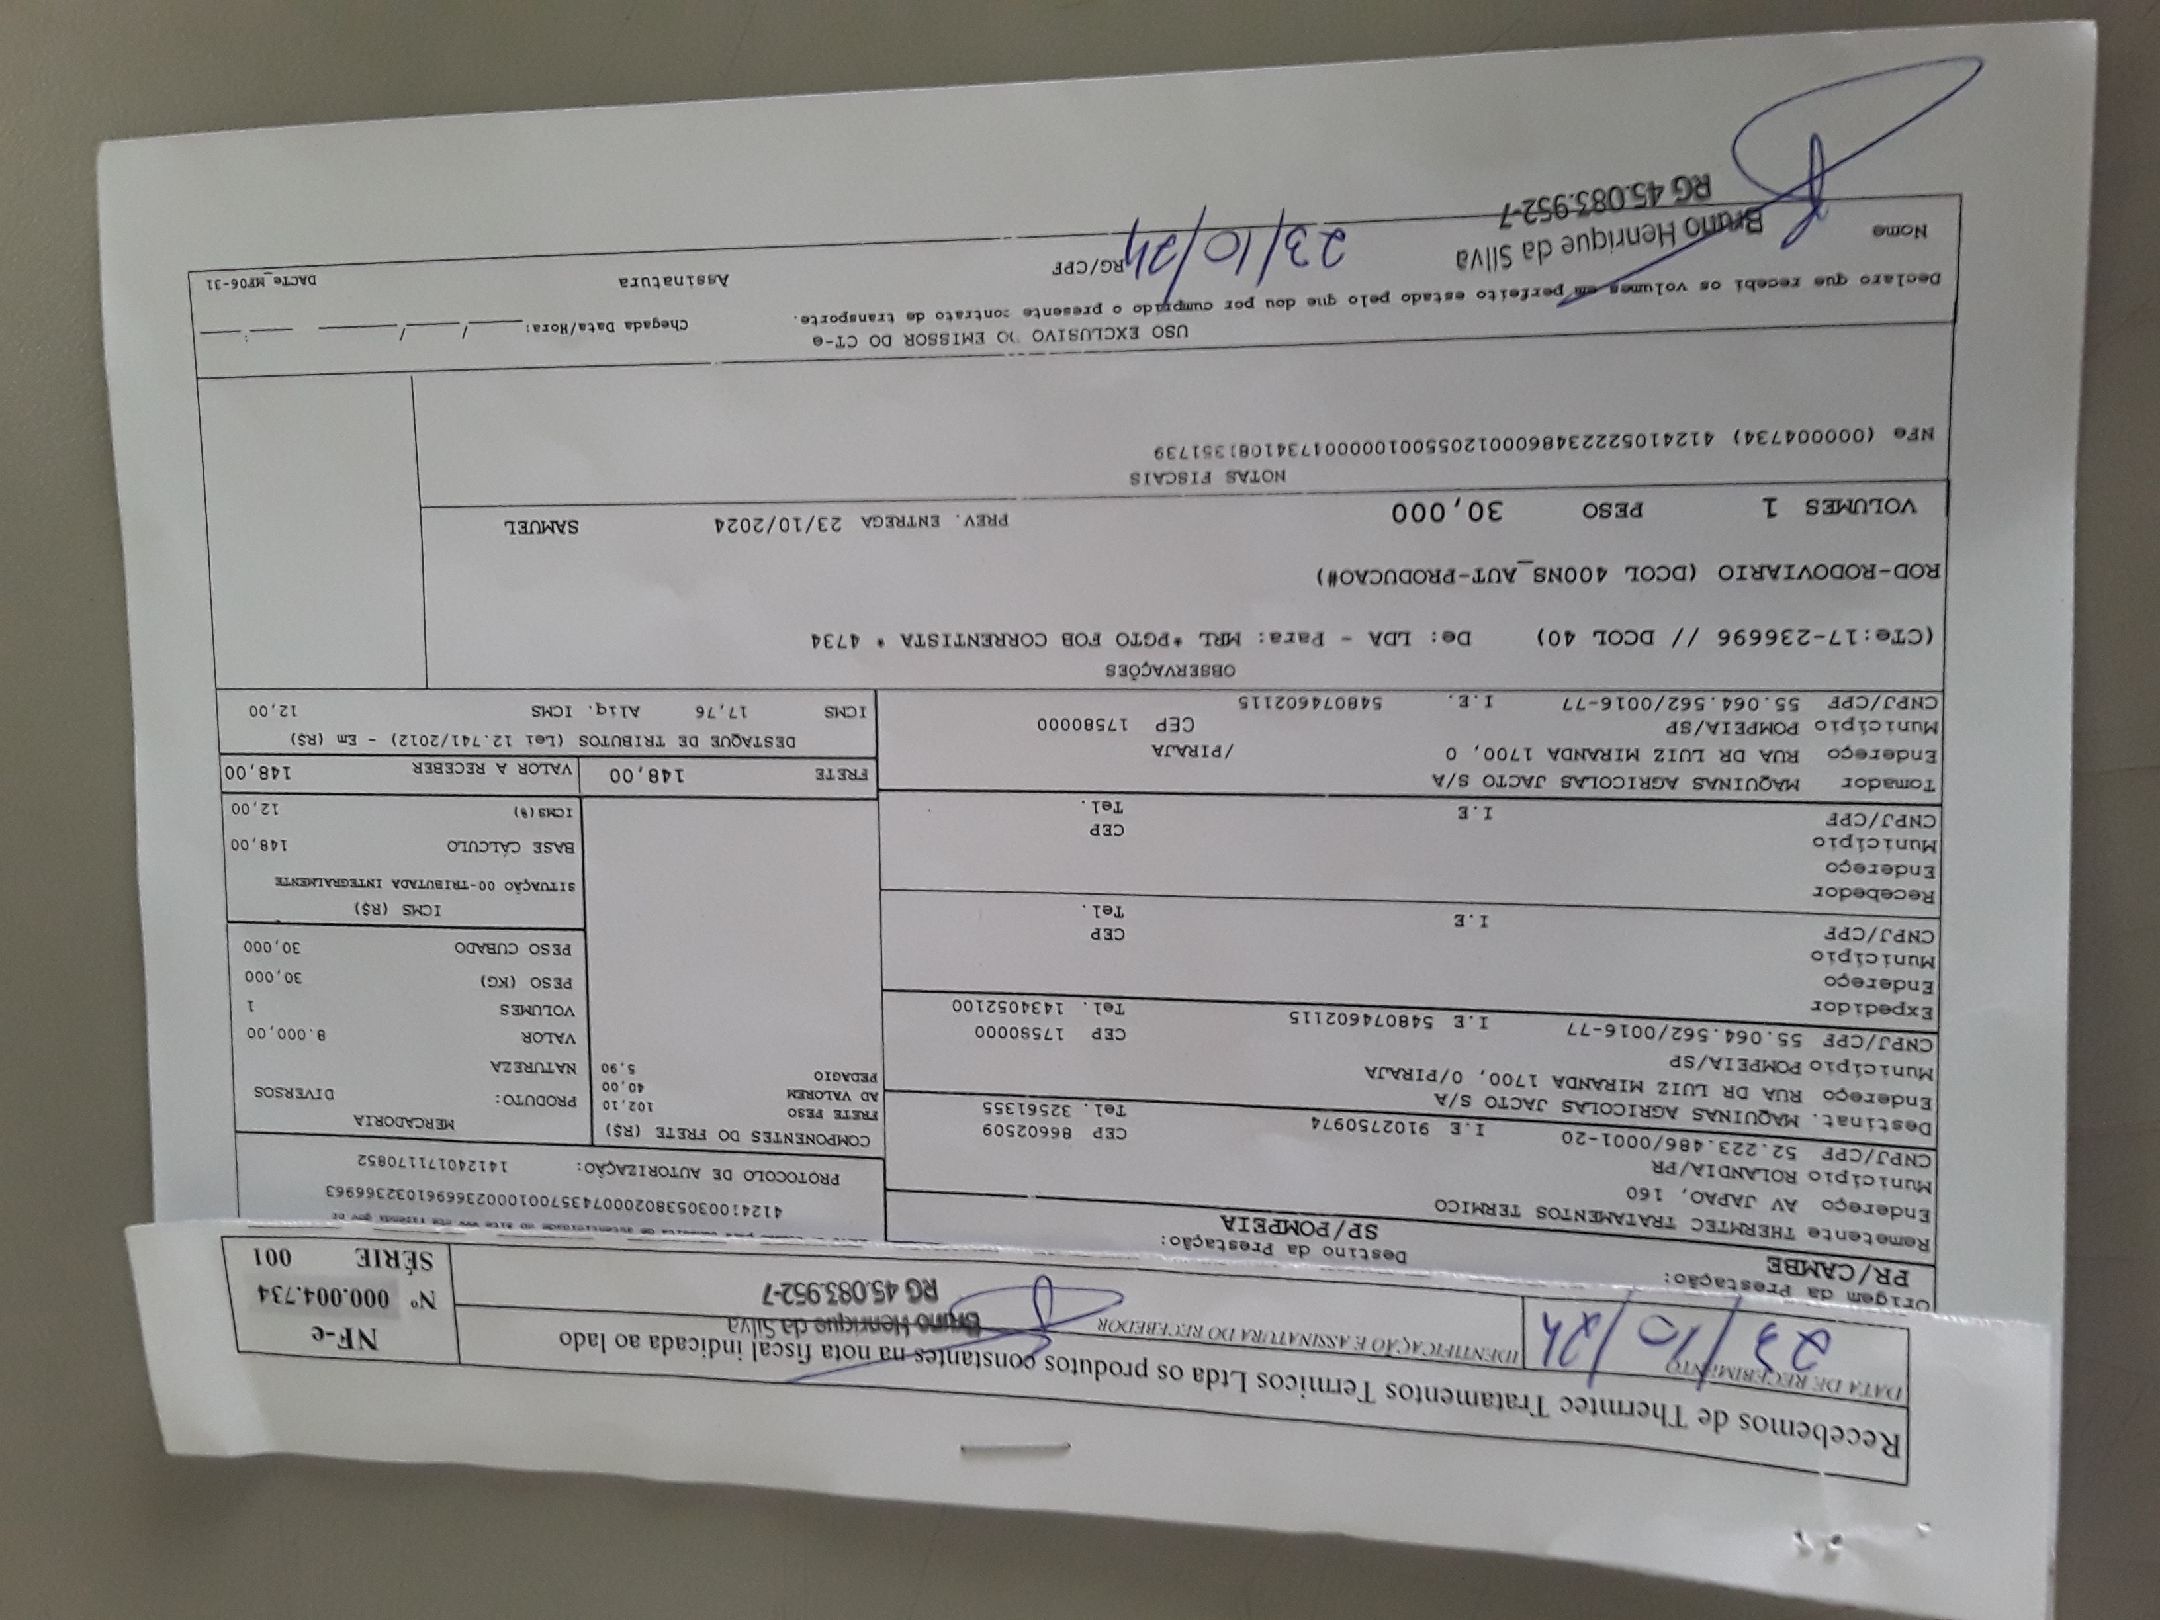 Recebemos de Thermtec Tratamentos Termicos Ltda os produtos constantes na nota fiscal indicada ao lado
DATA DE RECEBIMENTO
23/10/24
IDENTIFICAÇÃO E ASSINATURA DO RECEBEDOR
Bruno Henrique da Silva
RG 45.083.952-7
NF-e
Nº 000.004.734
SÉRIE 001
Origem da Prestação:
PR/CAMBE
Destino da Prestação:
SP/POMPEIA
Remetente THERMTEC TRATAMENTOS TERMICO
Endereço AV JAPAO, 160
Município ROLANDIA/PR
CEP 86602509
CNPJ/CPF 52.223.486/0001-20 I.E 9102750974
Tel. 32561355
Destinat. MAQUINAS AGRICOLAS JACTO S/A
Endereço RUA DR LUIZ MIRANDA 1700, 0/PIRAJA
Município POMPEIA/SP
CEP 17580000
CNPJ/CPF 55.064.562/0016-77 I.E 548074602115
Tel. 1434052100
Expedidor
Endereço
Município
CEP
CNPJ/CPF I.E
Tel.
Recebedor
Endereço
Município
CEP
CNPJ/CPF I.E
Tel.
Tomador MAQUINAS AGRICOLAS JACTO S/A
Endereço RUA DR LUIZ MIRANDA 1700, 0 /PIRAJA
Município POMPEIA/SP CEP 17580000
CNPJ/CPF 55.064.562/0016-77 I.E. 548074602115
PROTOCOLO DE AUTORIZAÇÃO: 141240171170852
COMPONENTES DO FRETE (R$)
FRETE PESO 102,10
AD VALOREM 40,00
PEDAGIO 5,90
MERCADORIA
PRODUTO: DIVERSOS
NATUREZA
VALOR 8.000,00
VOLUMES 1
PESO (KG) 30,000
PESO CUBADO 30,000
ICMS (R$)
SITUAÇÃO 00-TRIBUTADA INTEGRALMENTE
BASE CÁLCULO 148,00
ICMS(%) 12,00
FRETE 148,00
VALOR A RECEBER 148,00
DESTAQUE DE TRIBUTOS (Lei 12.741/2012) - Em (R$)
ICMS 17,76 Aliq. ICMS 12,00
OBSERVAÇÕES
(CTe:17-236696 // DCOL 40) De: LDA - Para: MRL *PGTO FOB CORRENTISTA * 4734
ROD-RODOVIARIO (DCOL 400NS_AUT-PRODUCAO#)
VOLUMES 1 PESO 30,000 PREV. ENTREGA 23/10/2024 SAMUEL
NOTAS FISCAIS
NFe (000004734)
USO EXCLUSIVO DO EMISSOR DO CT-e
Declaro que recebi os volumes em perfeito estado pelo que dou por cumprido o presente contrato de transporte.
Chegada Data/Hora: ____/____/____ ____:____
Nome
Bruno Henrique da Silva
RG 45.083.952-7
23/10/24
RG/CPF
Assinatura
DACTe_MF06-31